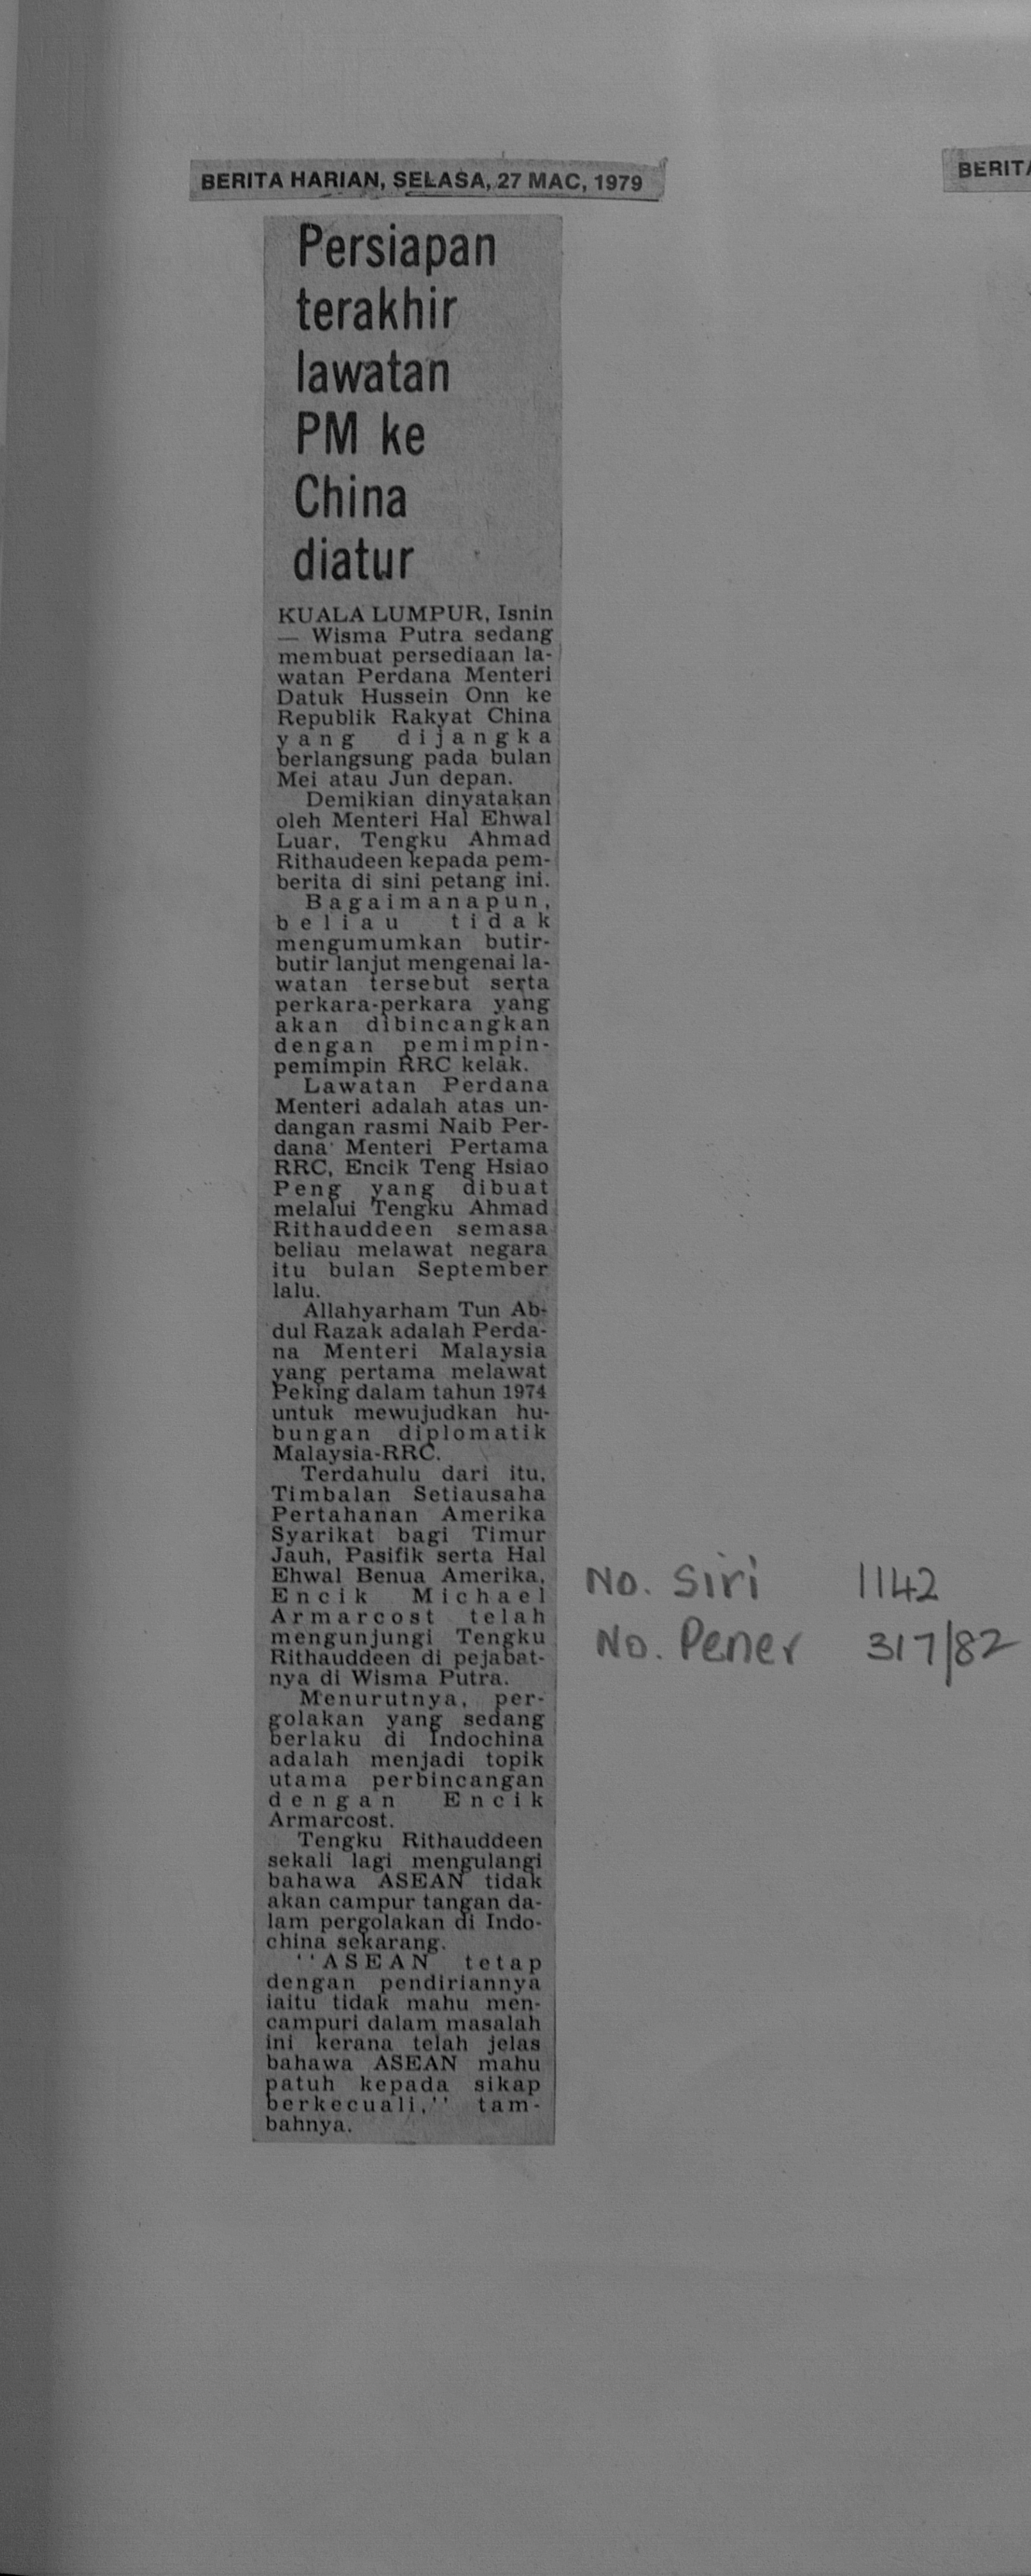 BERITA HARIAN, SELASA, 27 MAC, 1979
BERITA
Persiapan
terakhir
lawatan
PM ke
China
diatur
KUALA LUMPUR, Isnin
— Wisma Putra sedang
membuat persediaan la-
watan Perdana Menteri
Datuk Hussein Onn ke
Republik Rakyat China
yang dijangka
berlangsung pada bulan
Mei atau Jun depan.
Demikian dinyatakan
oleh Menteri Hal Ehwal
Luar, Tengku Ahmad
Rithaudeen kepada pem-
berita di sini petang ini.
Bagaimanapun,
beliau tidak
mengumumkan butir-
butir lanjut mengenai la-
watan tersebut serta
perkara-perkara yang
akan dibincangkan
dengan pemimpin-
pemimpin RRC kelak.
Lawatan Perdana
Menteri adalah atas un-
dangan rasmi Naib Per-
dana Menteri Pertama
RRC, Encik Teng Hsiao
Peng yang dibuat
melalui Tengku Ahmad
Rithauddeen semasa
beliau melawat negara
itu bulan September
lalu.
Allahyarham Tun Ab-
dul Razak adalah Perda-
na Menteri Malaysia
yang pertama melawat
Peking dalam tahun 1974
untuk mewujudkan hu-
bungan diplomatik
Malaysia-RRC.
Terdahulu dari itu,
Timbalan Setiausaha
Pertahanan Amerika
Syarikat bagi Timur
Jauh, Pasifik serta Hal
Ehwal Benua Amerika,
Encik Michael
Armarcost telah
mengunjungi Tengku
Rithauddeen di pejabat-
nya di Wisma Putra.
Menurutnya, per-
golakan yang sedang
berlaku di Indochina
adalah menjadi topik
utama perbincangan
dengan Encik
Armarcost.
Tengku Rithauddeen
sekali lagi mengulangi
bahawa ASEAN tidak
akan campur tangan da-
lam pergolakan di Indo-
china sekarang.
''ASEAN tetap
dengan pendiriannya
iaitu tidak mahu men-
campuri dalam masalah
ini kerana telah jelas
bahawa ASEAN mahu
patuh kepada sikap
berkecuali,'' tam-
bahnya.
No. Siri 1142
No. Pener 317/82